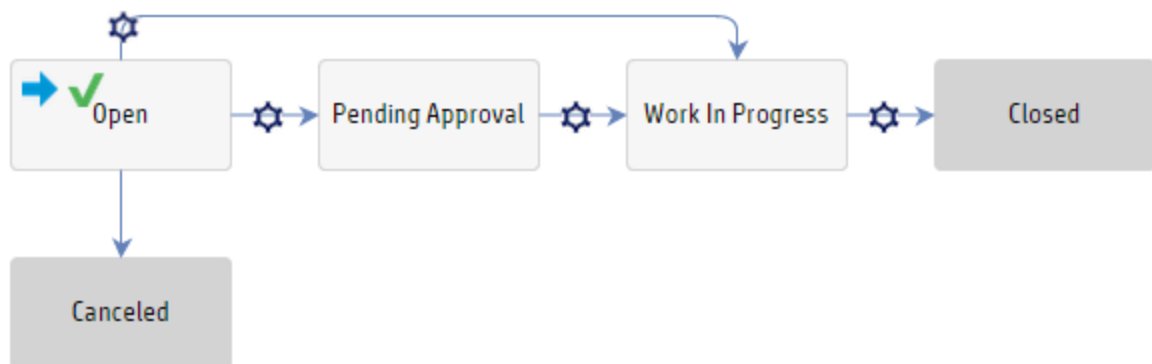 Open
Pending Approval
Work In Progress
Closed
Canceled